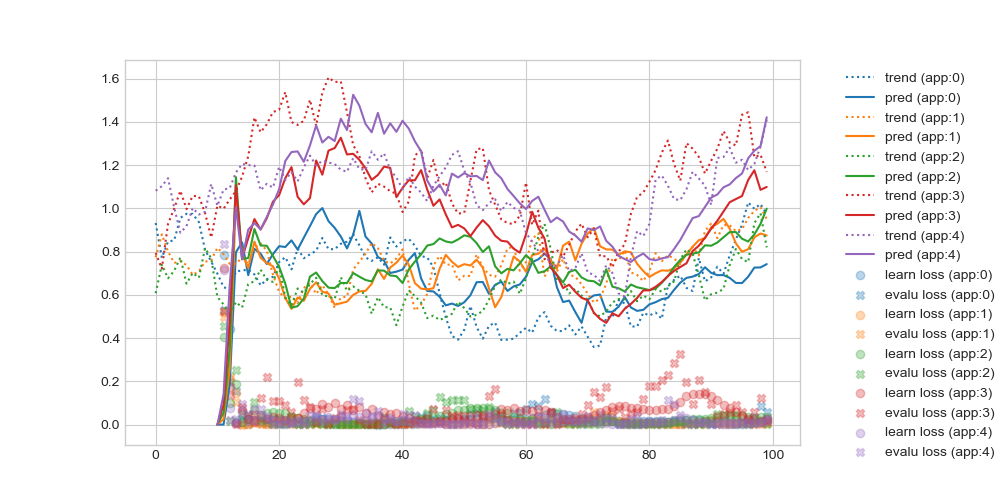 1.6
1.4
1.2
1.0
0.8
0.6
0.4
0.2
0.0
0 20 40 60 80 100
trend (app:0)
pred (app:0)
trend (app:1)
pred (app:1)
trend (app:2)
pred (app:2)
trend (app:3)
pred (app:3)
trend (app:4)
pred (app:4)
learn loss (app:0)
evalu loss (app:0)
learn loss (app:1)
evalu loss (app:1)
learn loss (app:2)
evalu loss (app:2)
learn loss (app:3)
evalu loss (app:3)
learn loss (app:4)
evalu loss (app:4)